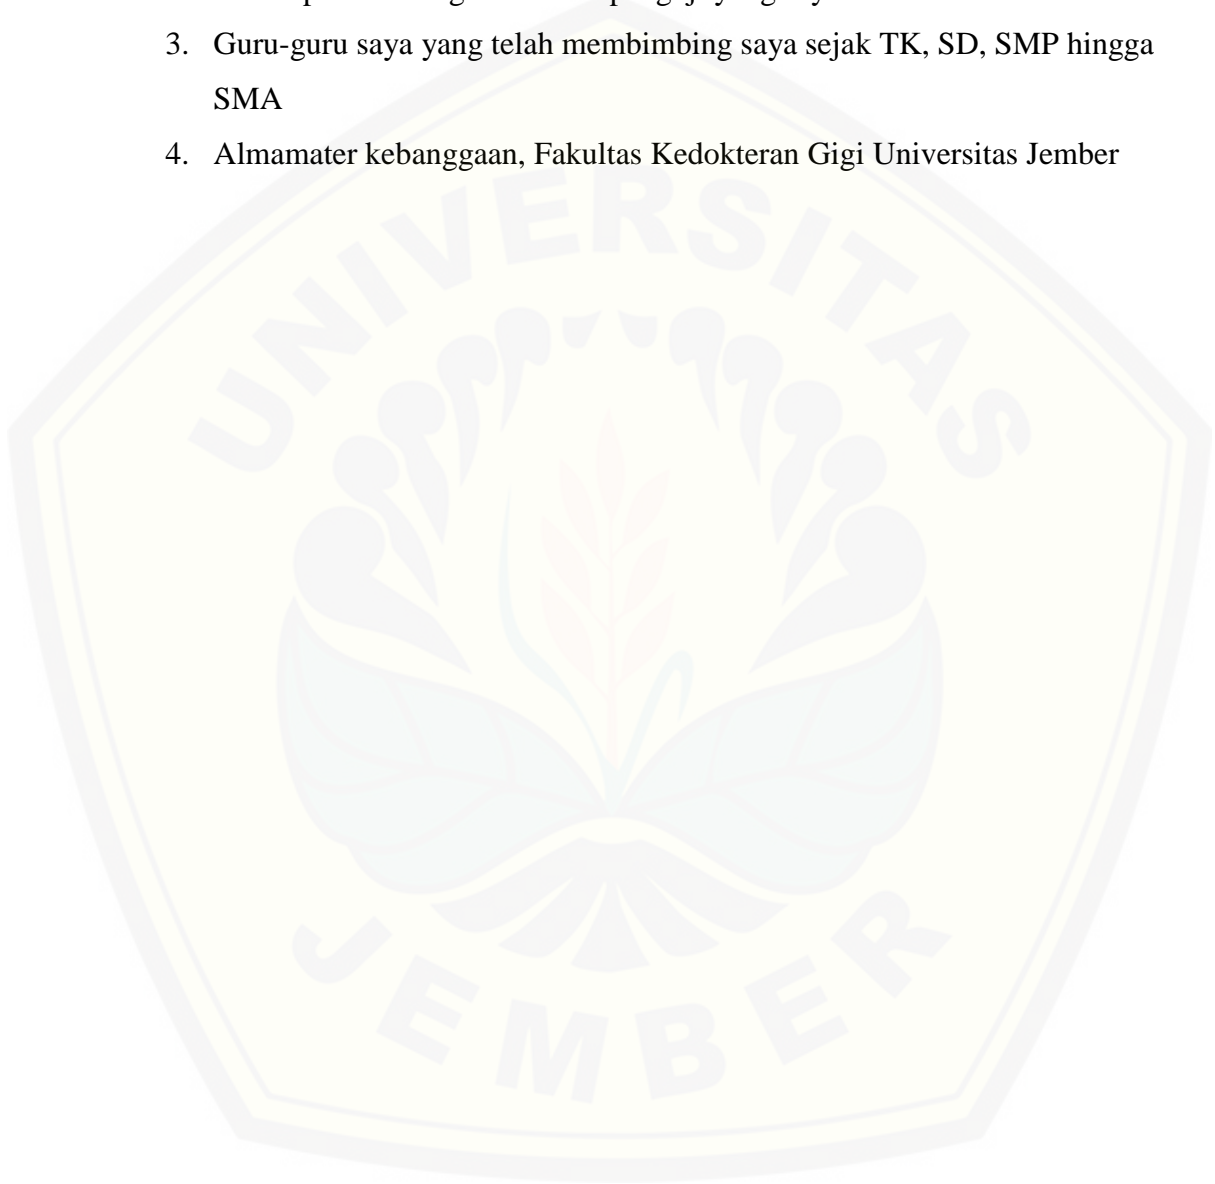 3. Guru-guru saya yang telah membimbing saya sejak TK, SD, SMP hingga
SMA
4. Almamater kebanggaan, Fakultas Kedokteran Gigi Universitas Jember
UNIVERSITAS
JEMBER